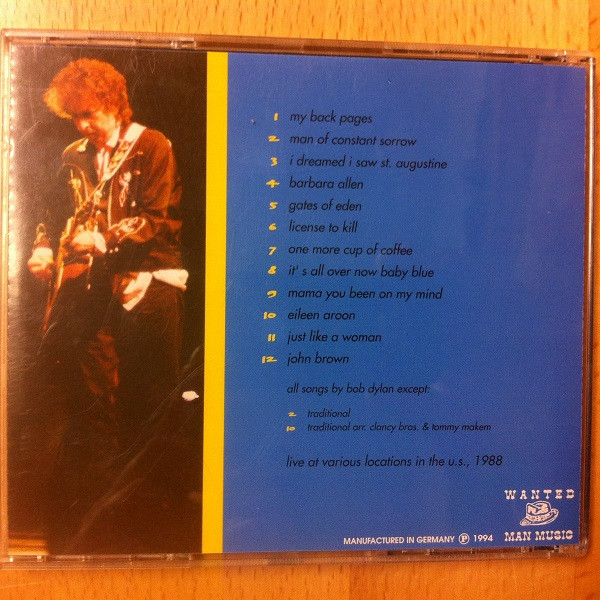 1 my back pages
2 man of constant sorrow
3 i dreamed i saw st. augustine
4 barbara allen
5 gates of eden
6 license to kill
7 one more cup of coffee
8 it's all over now baby blue
9 mama you been on my mind
10 eileen aroon
11 just like a woman
12 john brown
all songs by bob dylan except:
2 traditional
10 traditional arr. clancy bros. & tommy makem
live at various locations in the u.s., 1988
WANTED
MAN MUSIC
MANUFACTURED IN GERMANY Ⓟ 1994